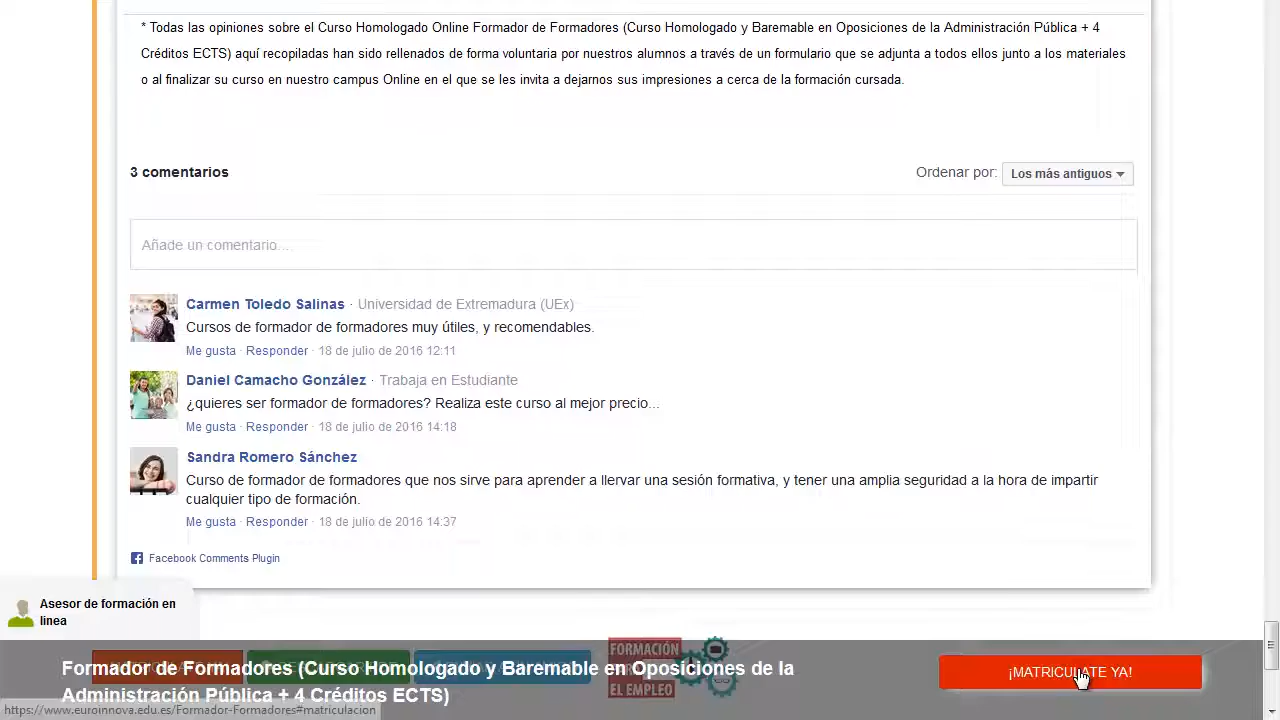 * Todas las opiniones sobre el Curso Homologado Online Formador de Formadores (Curso Homologado y Baremable en Oposiciones de la Administración Pública + 4
Créditos ECTS) aquí recopiladas han sido rellenados de forma voluntaria por nuestros alumnos a través de un formulario que se adjunta a todos ellos junto a los materiales
o al finalizar su curso en nuestro campus Online en el que se les invita a dejarnos sus impresiones a cerca de la formación cursada.
3 comentarios
Ordenar por: Los más antiguos
Añade un comentario...
Carmen Toledo Salinas · Universidad de Extremadura (UEx)
Cursos de formador de formadores muy útiles, y recomendables.
Me gusta · Responder · 18 de julio de 2016 12:11
Daniel Camacho González · Trabaja en Estudiante
¿quieres ser formador de formadores? Realiza este curso al mejor precio...
Me gusta · Responder · 18 de julio de 2016 14:18
Sandra Romero Sánchez
Curso de formador de formadores que nos sirve para aprender a llervar una sesión formativa, y tener una amplia seguridad a la hora de impartir
cualquier tipo de formación.
Me gusta · Responder · 18 de julio de 2016 14:37
Facebook Comments Plugin
Asesor de formación en
linea
FORMACIÓN
EL EMPLEO
Formador de Formadores (Curso Homologado y Baremable en Oposiciones de la
Administración Pública + 4 Créditos ECTS)
¡MATRICULATE YA!
https://www.euroinnova.edu.es/Formador-Formadores#matriculacion